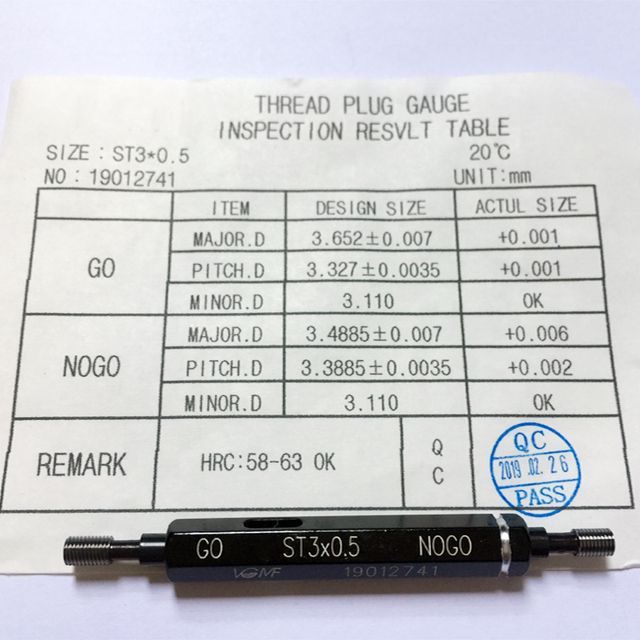 THREAD PLUG GAUGE
INSPECTION RESVLT TABLE
SIZE : ST3*0.5 20℃
NO : 19012741 UNIT:mm
ITEM DESIGN SIZE ACTUL SIZE
GO
MAJOR.D 3.652±0.007 +0.001
PITCH.D 3.327±0.0035 +0.001
MINOR.D 3.110 OK
NOGO
MAJOR.D 3.4885±0.007 +0.006
PITCH.D 3.3885±0.0035 +0.002
MINOR.D 3.110 OK
REMARK HRC:58-63 OK QC
QC
2019.02.26
PASS
GO ST3x0.5 NOGO
19012741